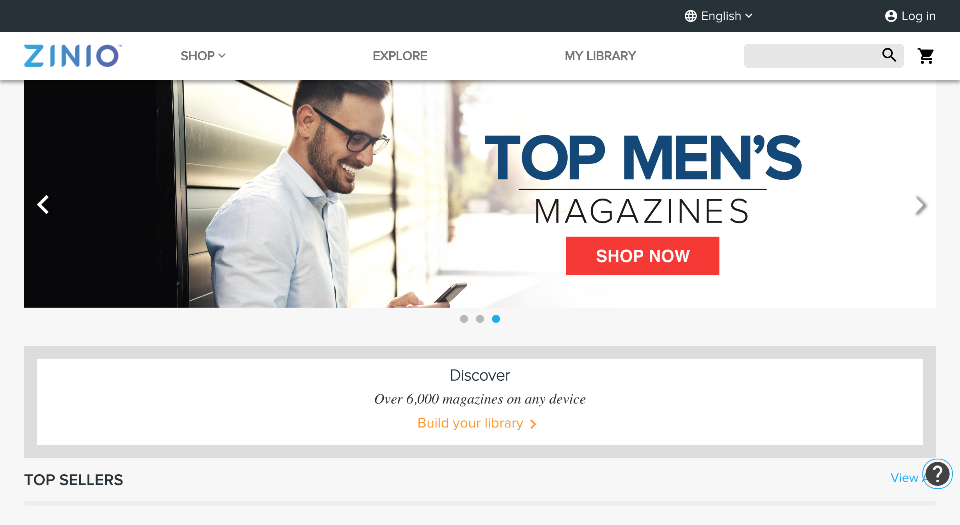 English
Log in
ZINIO
SHOP
EXPLORE
MY LIBRARY
TOP MEN'S
MAGAZINES
SHOP NOW
Discover
Over 6,000 magazines on any device
Build your library
TOP SELLERS
View
?